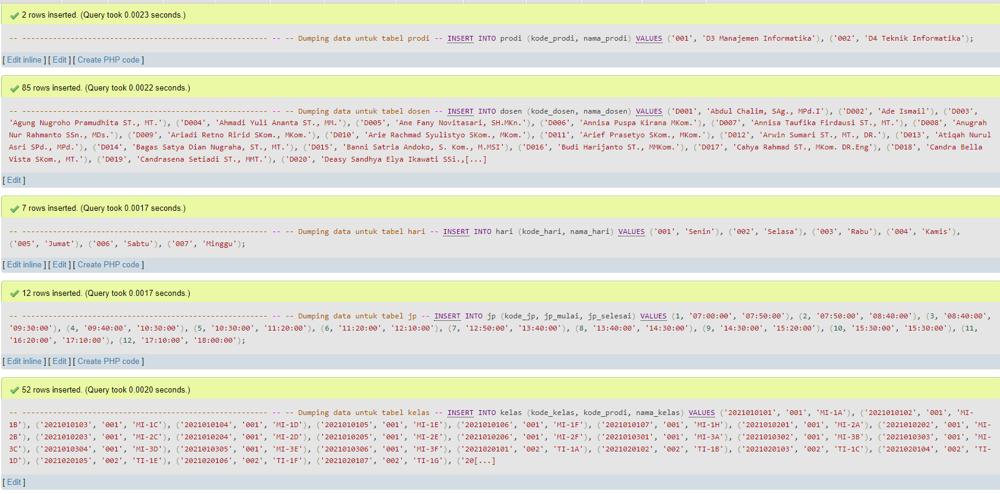 2 rows inserted. (Query took 0.0023 seconds.)
-- -------------------------------------------------------- -- -- Dumping data untuk tabel prodi -- INSERT INTO prodi (kode_prodi, nama_prodi) VALUES ('001', 'D3 Manajemen Informatika'), ('002', 'D4 Teknik Informatika');
[ Edit inline ] [ Edit ] [ Create PHP code ]
85 rows inserted. (Query took 0.0022 seconds.)
-- -------------------------------------------------------- -- -- Dumping data untuk tabel dosen -- INSERT INTO dosen (kode_dosen, nama_dosen) VALUES ('D001', 'Abdul Chalim, SAg., MPd.I'), ('D002', 'Ade Ismail'), ('D003',
'Agung Nugroho Pramudhita ST., MT.'), ('D004', 'Ahmadi Yuli Ananta ST., MM.'), ('D005', 'Ane Fany Novitasari, SH.MKn.'), ('D006', 'Annisa Puspa Kirana MKom.'), ('D007', 'Annisa Taufika Firdausi ST., MT.'), ('D008', 'Anugrah
Nur Rahmanto SSn., MDs.'), ('D009', 'Ariadi Retno Ririd SKom., MKom.'), ('D010', 'Arie Rachmad Syulistyo SKom., MKom.'), ('D011', 'Arief Prasetyo SKom., MKom.'), ('D012', 'Arwin Sumari ST., MT., DR.'), ('D013', 'Atiqah Nurul
Asri SPd., MPd.'), ('D014', 'Bagas Satya Dian Nugraha, ST., MT.'), ('D015', 'Banni Satria Andoko, S. Kom., M.MSI'), ('D016', 'Budi Harijanto ST., MMKom.'), ('D017', 'Cahya Rahmad ST., MKom. DR.Eng'), ('D018', 'Candra Bella
Vista SKom., MT.'), ('D019', 'Candrasena Setiadi ST., MMT.'), ('D020', 'Deasy Sandhya Elya Ikawati SSi.,[...]
[ Edit ]
7 rows inserted. (Query took 0.0017 seconds.)
-- -------------------------------------------------------- -- -- Dumping data untuk tabel hari -- INSERT INTO hari (kode_hari, nama_hari) VALUES ('001', 'Senin'), ('002', 'Selasa'), ('003', 'Rabu'), ('004', 'Kamis'),
('005', 'Jumat'), ('006', 'Sabtu'), ('007', 'Minggu');
[ Edit inline ] [ Edit ] [ Create PHP code ]
12 rows inserted. (Query took 0.0017 seconds.)
-- -------------------------------------------------------- -- -- Dumping data untuk tabel jp -- INSERT INTO jp (kode_jp, jp_mulai, jp_selesai) VALUES (1, '07:00:00', '07:50:00'), (2, '07:50:00', '08:40:00'), (3, '08:40:00',
'09:30:00'), (4, '09:40:00', '10:30:00'), (5, '10:30:00', '11:20:00'), (6, '11:20:00', '12:10:00'), (7, '12:50:00', '13:40:00'), (8, '13:40:00', '14:30:00'), (9, '14:30:00', '15:20:00'), (10, '15:30:00', '15:30:00'), (11,
'16:20:00', '17:10:00'), (12, '17:10:00', '18:00:00');
[ Edit inline ] [ Edit ] [ Create PHP code ]
52 rows inserted. (Query took 0.0020 seconds.)
-- -------------------------------------------------------- -- -- Dumping data untuk tabel kelas -- INSERT INTO kelas (kode_kelas, kode_prodi, nama_kelas) VALUES ('2021010101', '001', 'MI-1A'), ('2021010102', '001', 'MI-
1B'), ('2021010103', '001', 'MI-1C'), ('2021010104', '001', 'MI-1D'), ('2021010105', '001', 'MI-1E'), ('2021010106', '001', 'MI-1F'), ('2021010107', '001', 'MI-1H'), ('2021010201', '001', 'MI-2A'), ('2021010202', '001', 'MI-
2B'), ('2021010203', '001', 'MI-2C'), ('2021010204', '001', 'MI-2D'), ('2021010205', '001', 'MI-2E'), ('2021010206', '001', 'MI-2F'), ('2021010301', '001', 'MI-3A'), ('2021010302', '001', 'MI-3B'), ('2021010303', '001', 'MI-
3C'), ('2021010304', '001', 'MI-3D'), ('2021010305', '001', 'MI-3E'), ('2021010306', '001', 'MI-3F'), ('2021020101', '002', 'TI-1A'), ('2021020102', '002', 'TI-1B'), ('2021020103', '002', 'TI-1C'), ('2021020104', '002', 'TI-
1D'), ('2021020105', '002', 'TI-1E'), ('2021020106', '002', 'TI-1F'), ('2021020107', '002', 'TI-1G'), ('20[...]
[ Edit ]